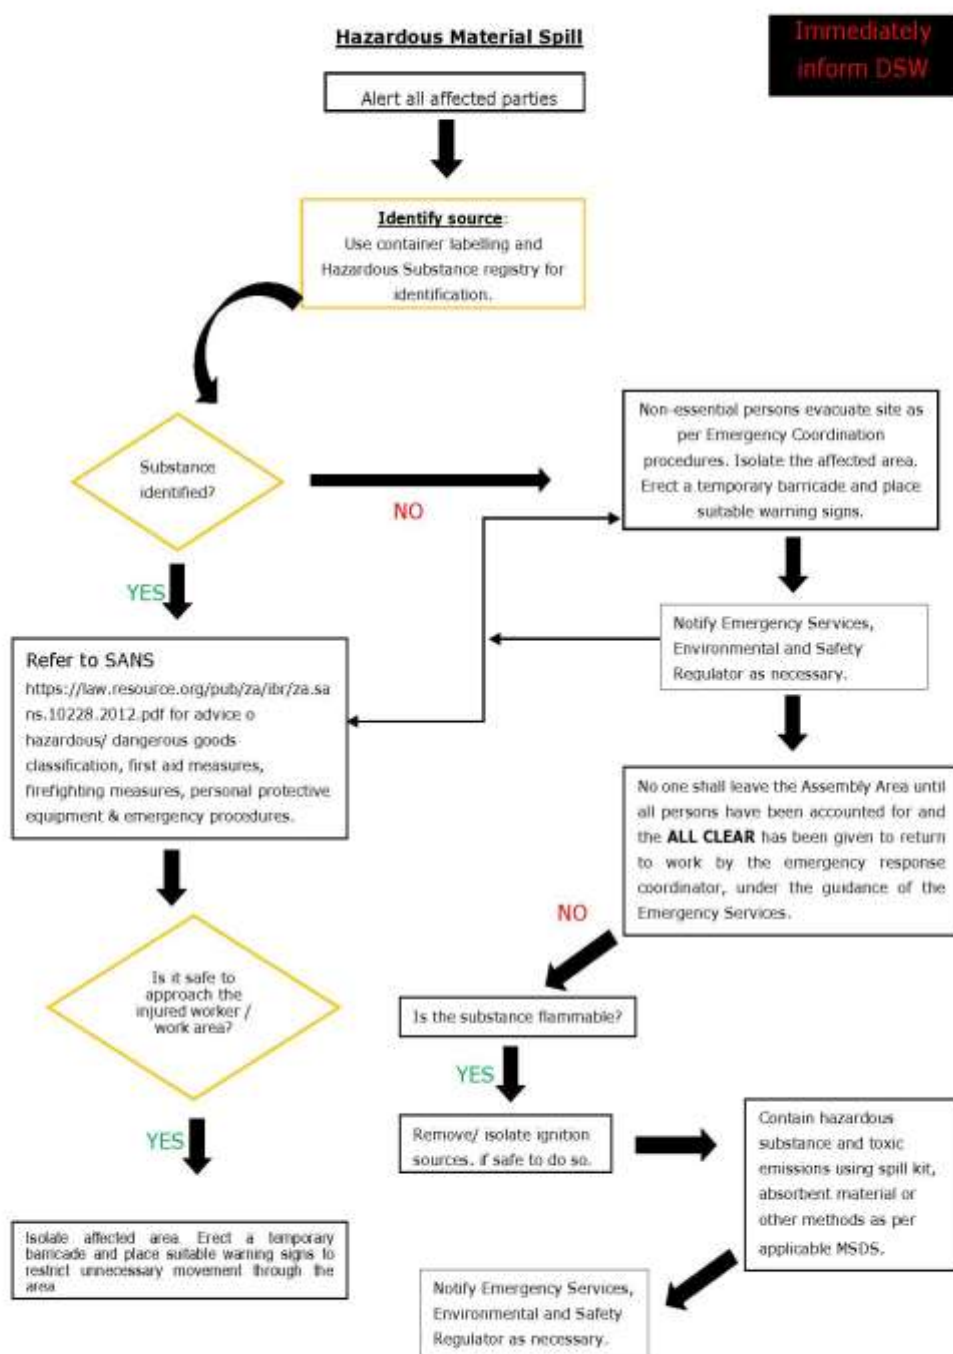 Hazardous Material Spill
Immediately
inform DSW
Alert all affected parties
Identify source:
Use container labelling and
Hazardous Substance registry for
identification.
Substance
identified?
NO
Non-essential persons evacuate site as
per Emergency Coordination
procedures. Isolate the affected area.
Erect a temporary barricade and place
suitable warning signs.
YES
Notify Emergency Services,
Environmental and Safety
Regulator as necessary.
Refer to SANS
https://law.resource.org/pub/za/ibr/za.sa
ns.10228.2012.pdf for advice o
hazardous/ dangerous goods
classification, first aid measures,
firefighting measures, personal protective
equipment & emergency procedures.
No one shall leave the Assembly Area until
all persons have been accounted for and
the ALL CLEAR has been given to return
to work by the emergency response
coordinator, under the guidance of the
Emergency Services.
NO
Is it safe to
approach the
injured worker /
work area?
Is the substance flammable?
YES
YES
Remove/ isolate ignition
sources, if safe to do so.
Contain hazardous
substance and toxic
emissions using spill kit,
absorbent material or
other methods as per
applicable MSDS.
Isolate affected area. Erect a temporary
barricade and place suitable warning signs to
restrict unnecessary movement through the
area
Notify Emergency Services,
Environmental and Safety
Regulator as necessary.